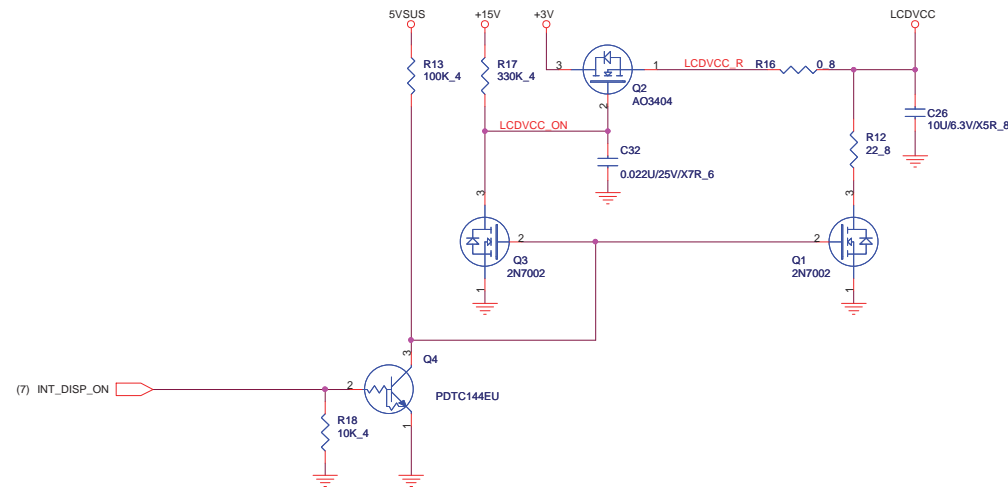 5VSUS
+15V
+3V
LCDVCC
R13
100K_4
R17
330K_4
3
1
LCDVCC_R
R16
0_8
Q2
AO3404
2
LCDVCC_ON
C26
10U/6.3V/X5R_8
R12
22_8
C32
0.022U/25V/X7R_6
3
3
2
2
Q3
2N7002
Q1
2N7002
1
1
3
Q4
(7) INT_DISP_ON
2
PDTC144EU
R18
10K_4
1